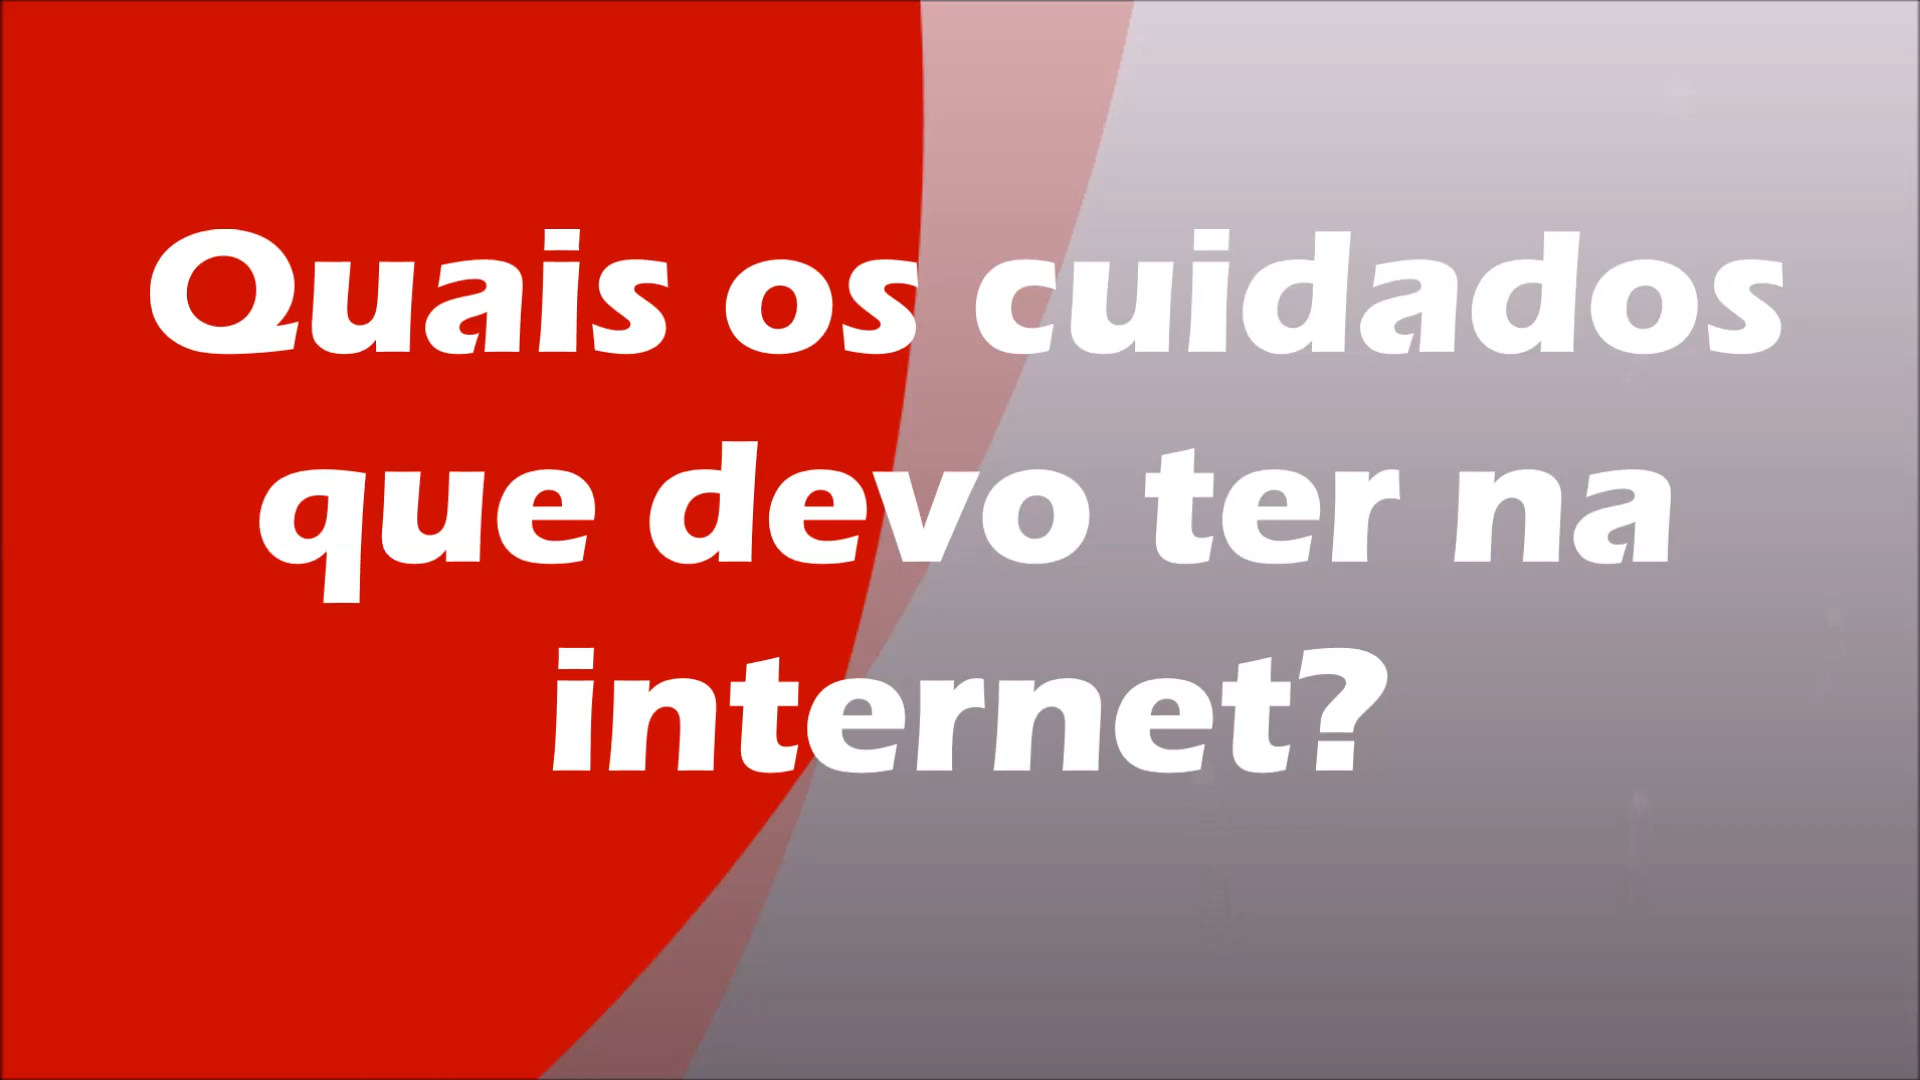 Quais os cuidados
que devo ter na
internet?